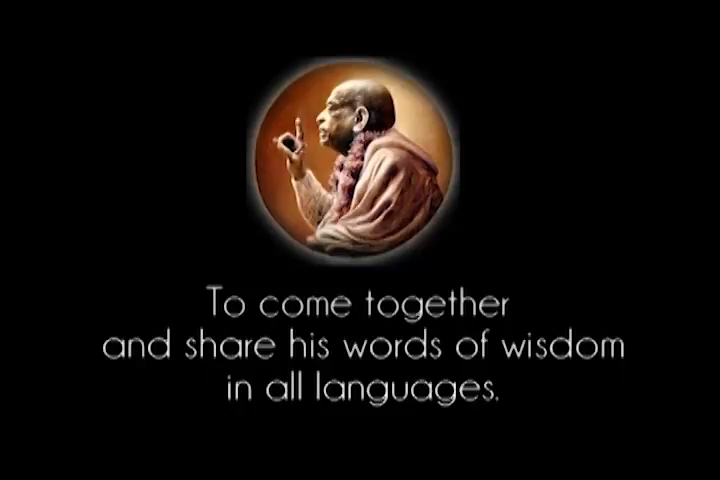 To come together
and share his words of wisdom
in all languages.